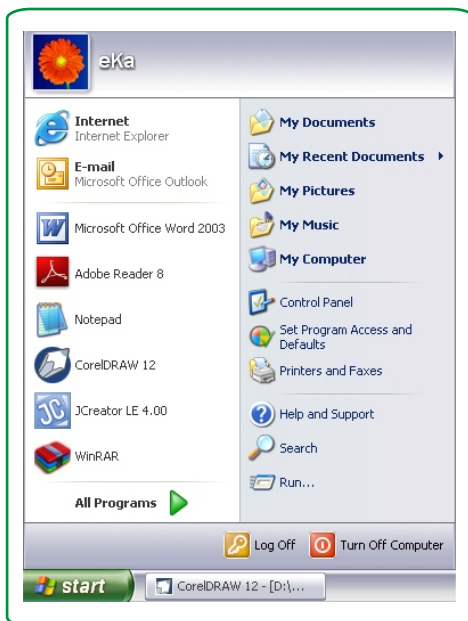 eKa
Internet
Internet Explorer
E-mail
Microsoft Office Outlook
Microsoft Office Word 2003
Adobe Reader 8
Notepad
CorelDRAW 12
JCreator LE 4.00
WinRAR
All Programs
My Documents
My Recent Documents
My Pictures
My Music
My Computer
Control Panel
Set Program Access and
Defaults
Printers and Faxes
Help and Support
Search
Run...
Log Off
Turn Off Computer
start
CorelDRAW 12 - [D:\...